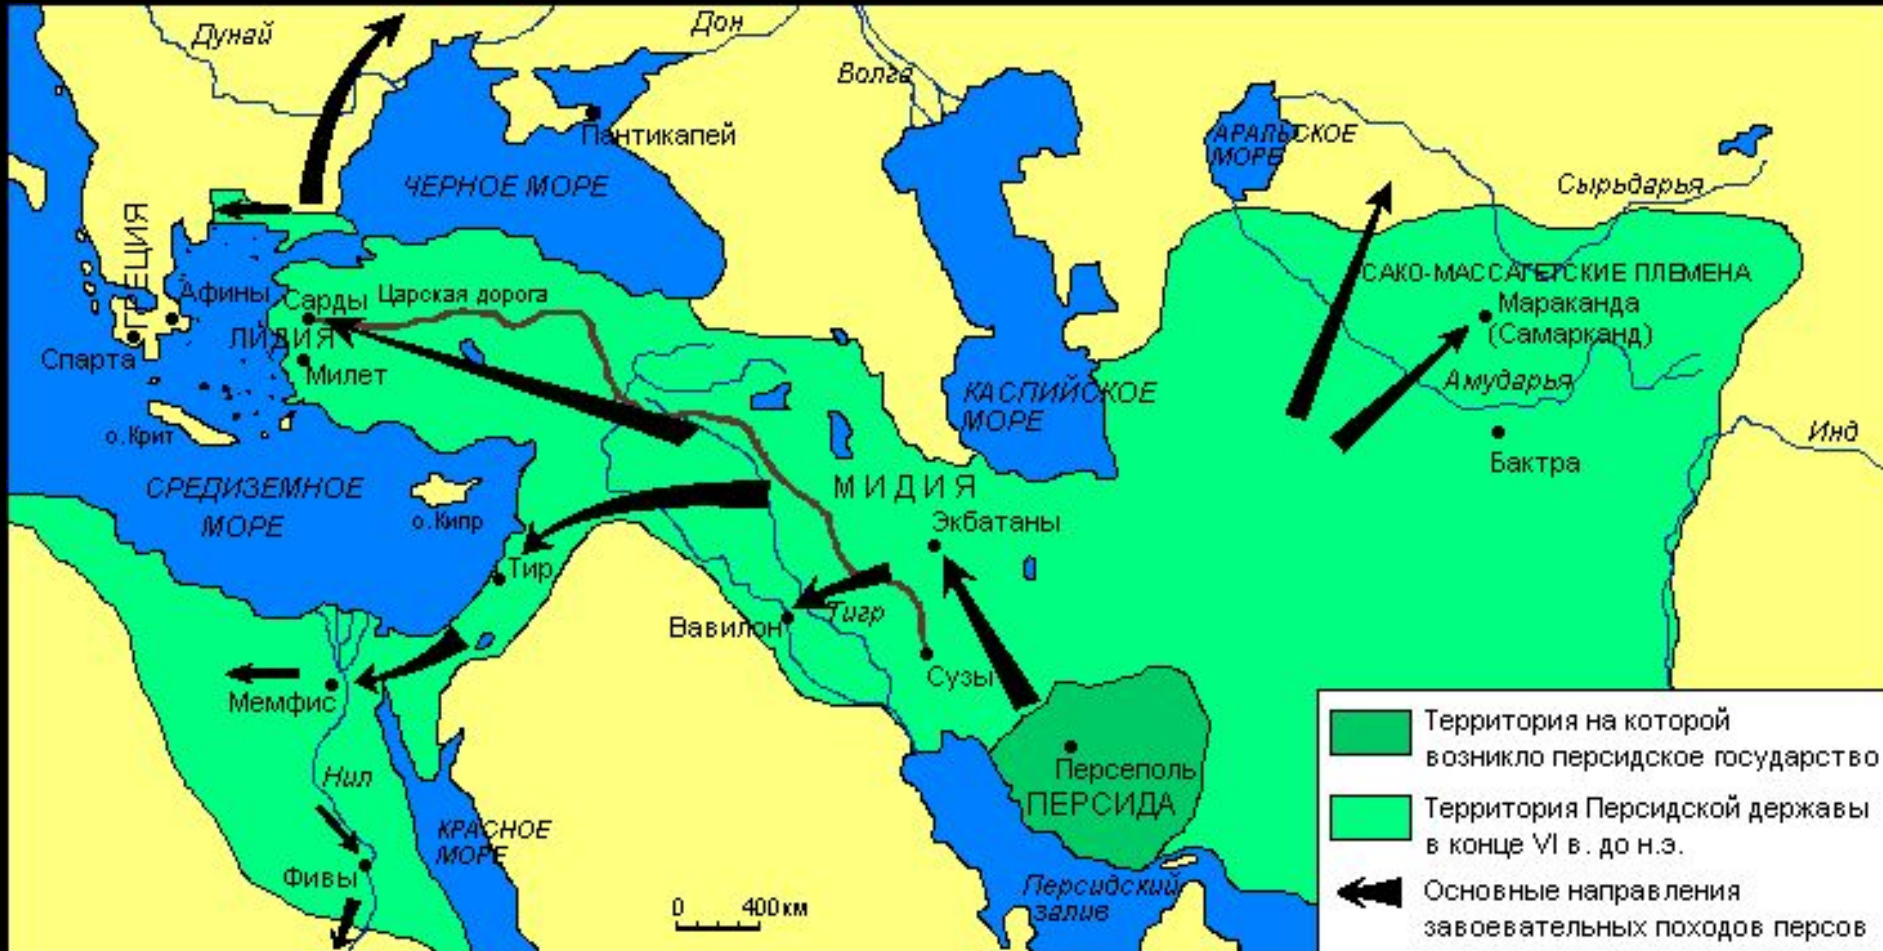 Дунай
Дон
Волга
Пантикапей
АРАЛЬСКОЕ
МОРЕ
ЧЕРНОЕ МОРЕ
Сырьдарья
ГРЕЦИЯ
САКО-МАССАГЕТСКИЕ ПЛЕМЕНА
Афины
Сарды
Царская дорога
Мараканда
(Самарканд)
ЛИДИЯ
Спарта
Милет
Амударья
КАСПИЙСКОЕ
МОРЕ
о.Крит
Инд
Бактра
СРЕДИЗЕМНОЕ
МОРЕ
о.Кипр
МИДИЯ
Экбатаны
Тир
Тигр
Вавилон
Сузы
Мемфис
Нил
Персеполь
ПЕРСИДА
КРАСНОЕ
МОРЕ
Фивы
Персидский
залив
0 400 км
Территория на которой
возникло персидское государство
Территория Персидской державы
в конце VI в. до н.э.
Основные направления
завоевательных походов персов